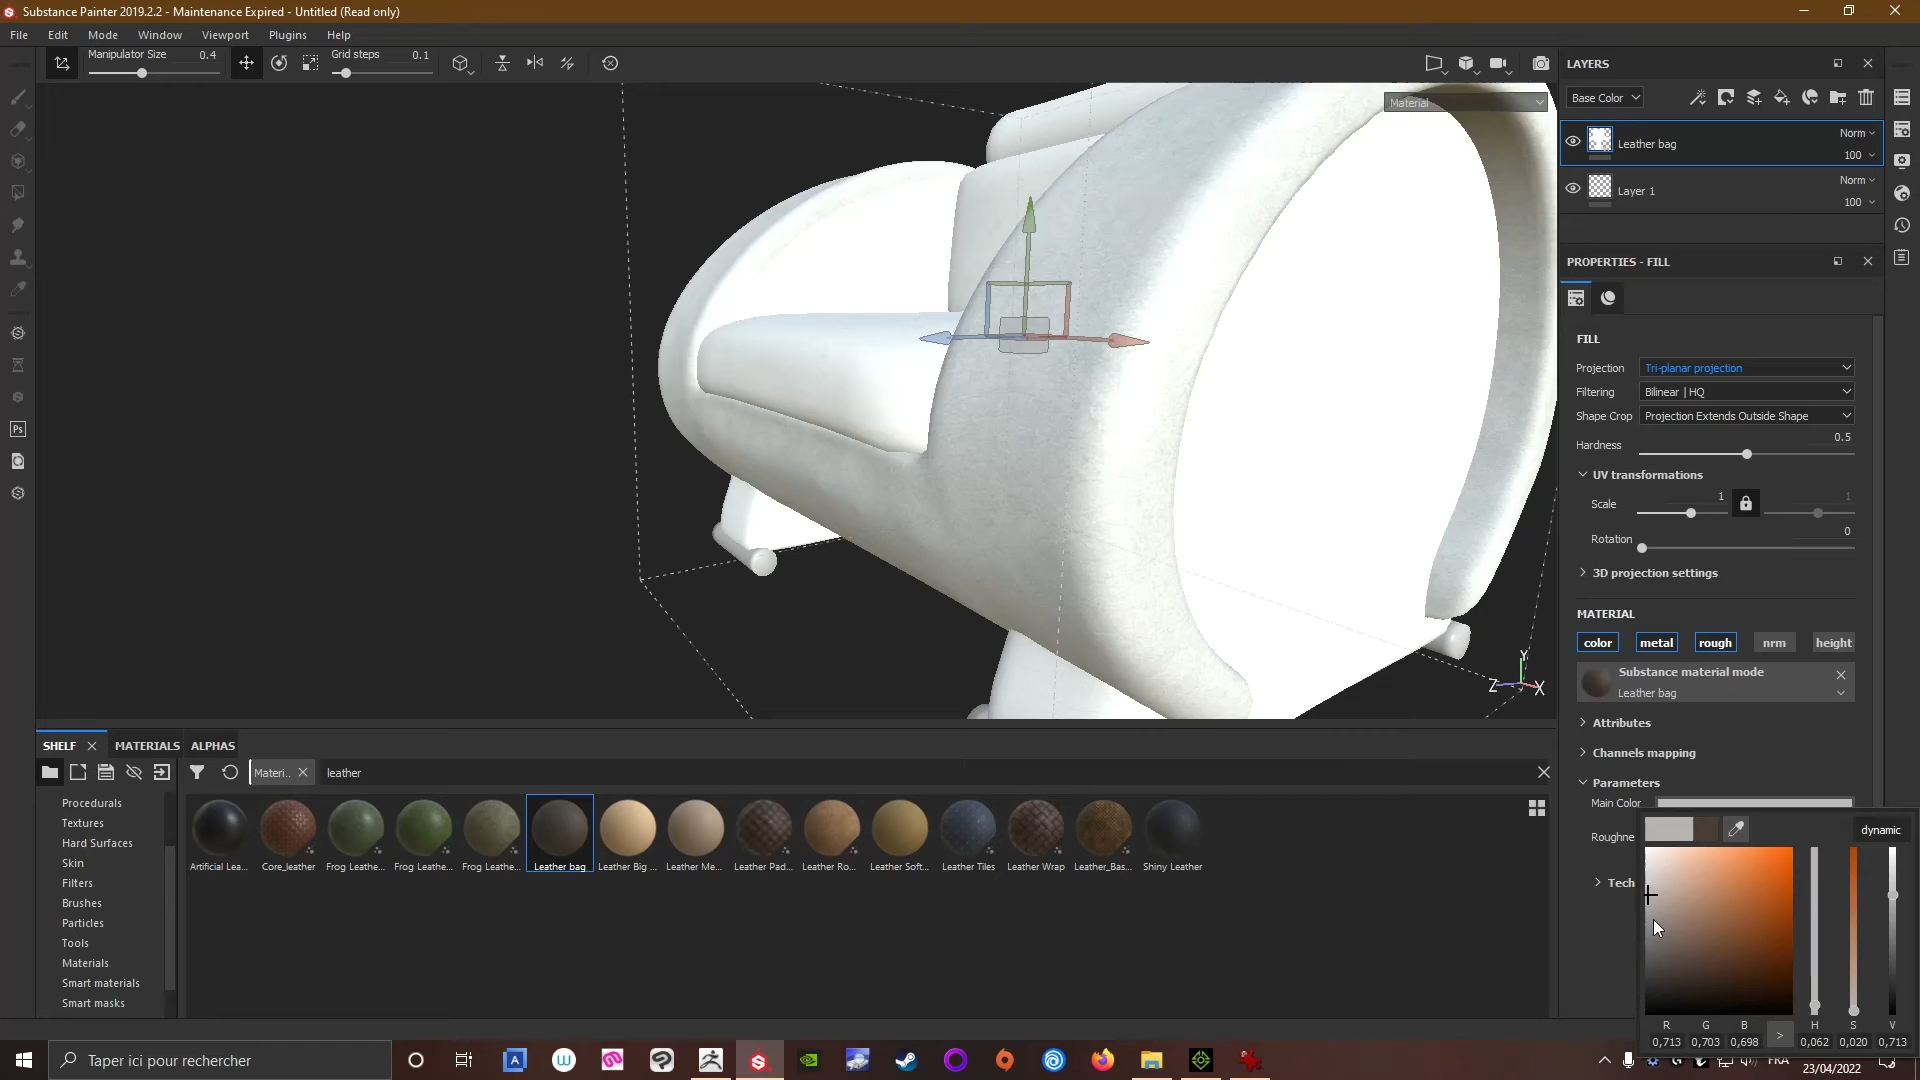 Substance Painter 2019.2.2 - Maintenance Expired - Untitled (Read only)
File Edit Mode Window Viewport Plugins Help
Manipulator Size 0.4 Grid steps 0.1
Material
LAYERS
Base Color
Leather bag Norm 100
Layer 1 Norm 100
PROPERTIES - FILL
FILL
Projection Tri-planar projection
Filtering Bilinear | HQ
Shape Crop Projection Extends Outside Shape
Hardness 0.5
UV transformations
Scale 1 1
Rotation 0
3D projection settings
MATERIAL
color metal rough nrm height
Substance material mode
Leather bag
Attributes
Channels mapping
Parameters
Main Color
Roughne
Tech
dynamic
R G B > H S V
0,713 0,703 0,698 0,062 0,020 0,713
Y
Z X
SHELF MATERIALS ALPHAS
Materi.. leather
Procedurals
Textures
Hard Surfaces
Skin
Filters
Brushes
Particles
Tools
Materials
Smart materials
Smart masks
Artificial Lea... Core_leather Frog Leathe... Frog Leathe... Frog Leathe... Leather bag Leather Big ... Leather Me... Leather Pad... Leather Ro... Leather Soft... Leather Tiles Leather Wrap Leather_Bas... Shiny Leather
Ps
Taper ici pour rechercher
FRA
23/04/2022